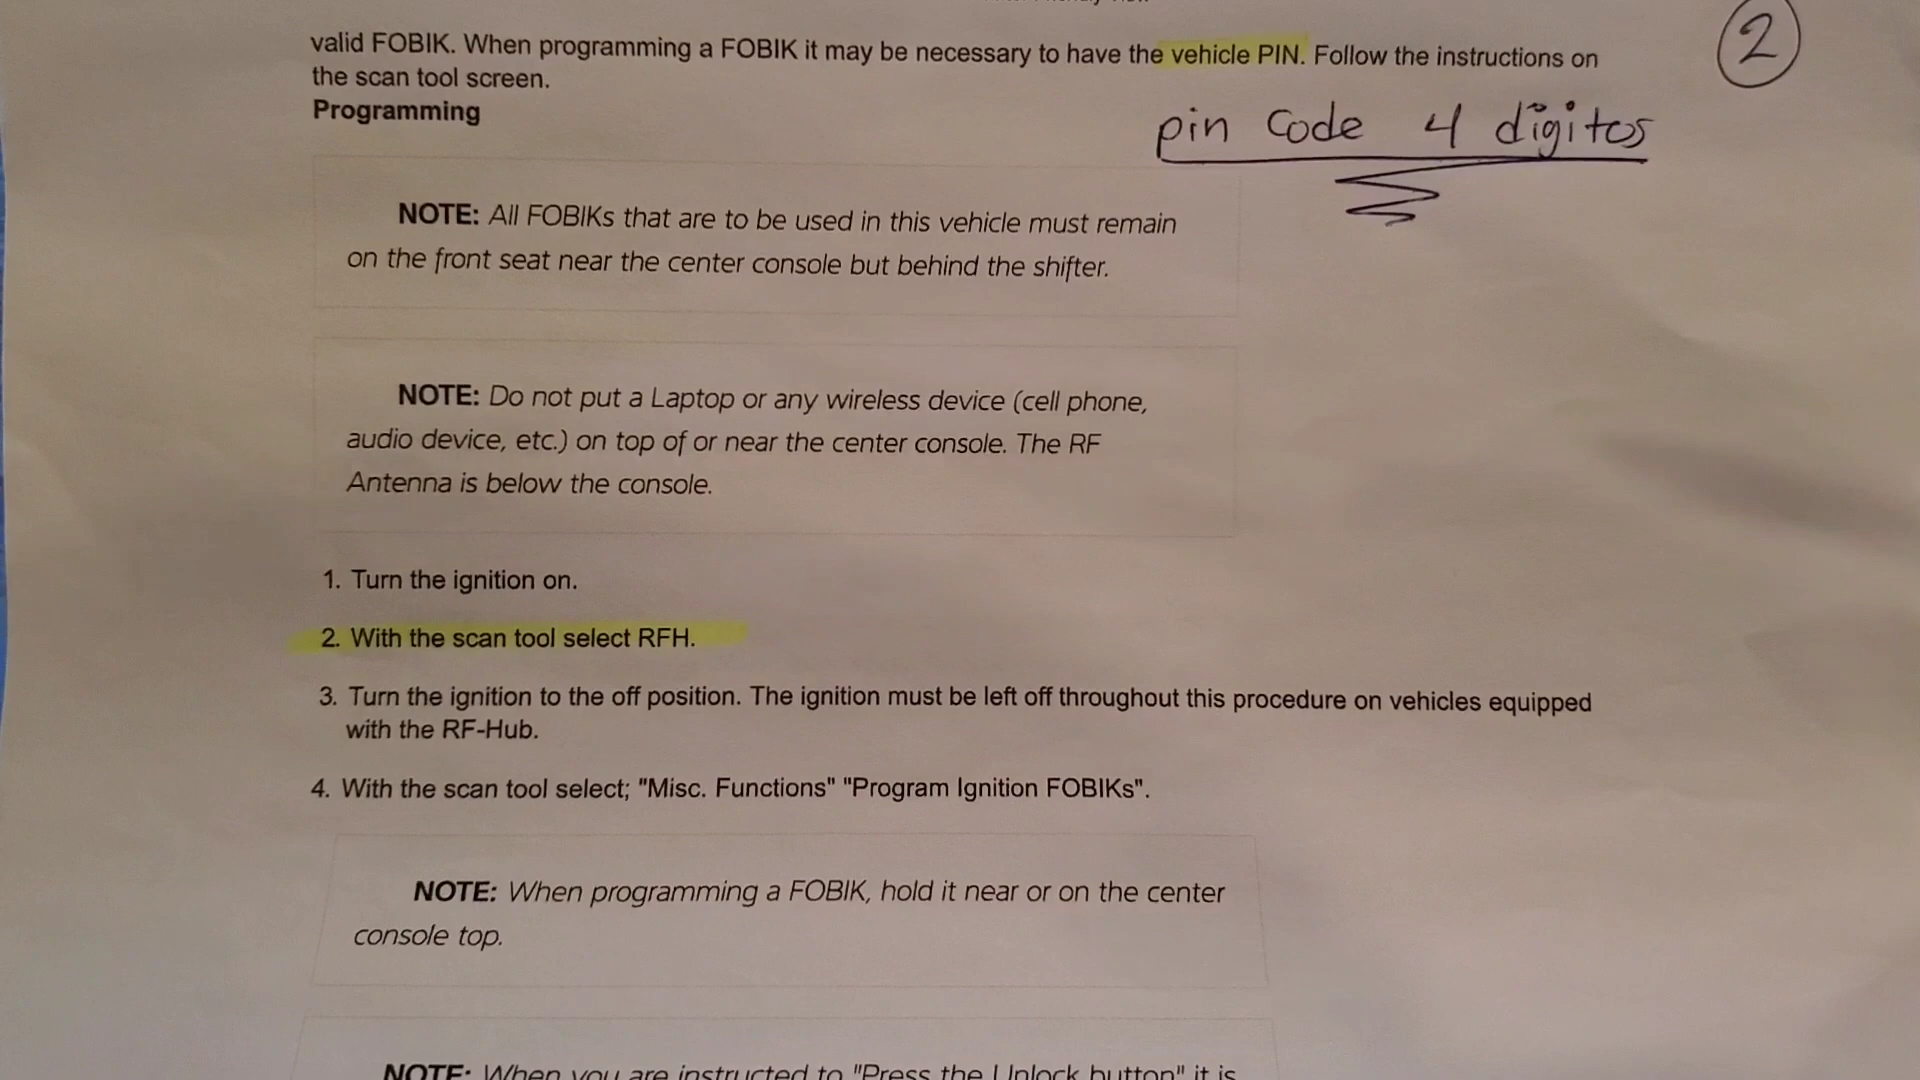 2
valid FOBIK. When programming a FOBIK it may be necessary to have the vehicle PIN. Follow the instructions on
the scan tool screen.
Programming
pin code 4 digitos
NOTE: All FOBIKs that are to be used in this vehicle must remain
on the front seat near the center console but behind the shifter.
NOTE: Do not put a Laptop or any wireless device (cell phone,
audio device, etc.) on top of or near the center console. The RF
Antenna is below the console.
1. Turn the ignition on.
2. With the scan tool select RFH.
3. Turn the ignition to the off position. The ignition must be left off throughout this procedure on vehicles equipped
with the RF-Hub.
4. With the scan tool select; "Misc. Functions" "Program Ignition FOBIKs".
NOTE: When programming a FOBIK, hold it near or on the center
console top.
NOTE: When you are instructed to "Press the Unlock button" it is